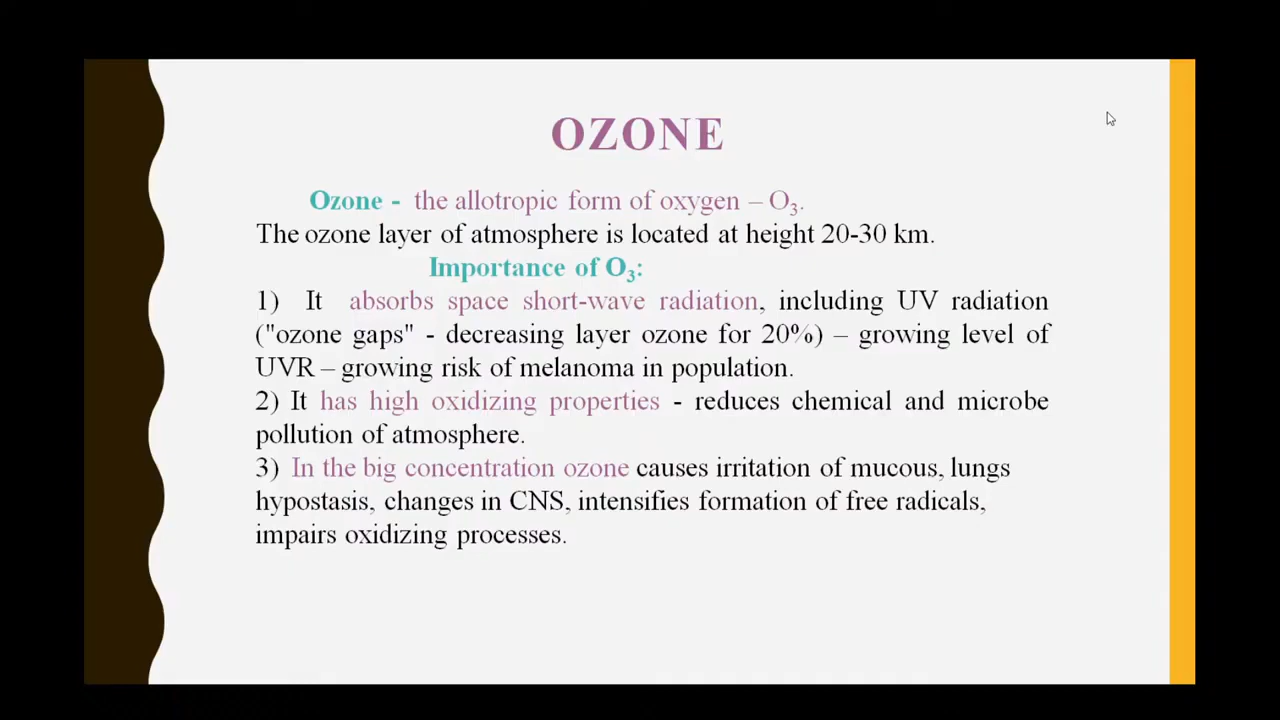 OZONE
Ozone - the allotropic form of oxygen – O₃.
The ozone layer of atmosphere is located at height 20-30 km.
Importance of O₃:
1) It absorbs space short-wave radiation, including UV radiation
("ozone gaps" - decreasing layer ozone for 20%) – growing level of
UVR – growing risk of melanoma in population.
2) It has high oxidizing properties - reduces chemical and microbe
pollution of atmosphere.
3) In the big concentration ozone causes irritation of mucous, lungs
hypostasis, changes in CNS, intensifies formation of free radicals,
impairs oxidizing processes.